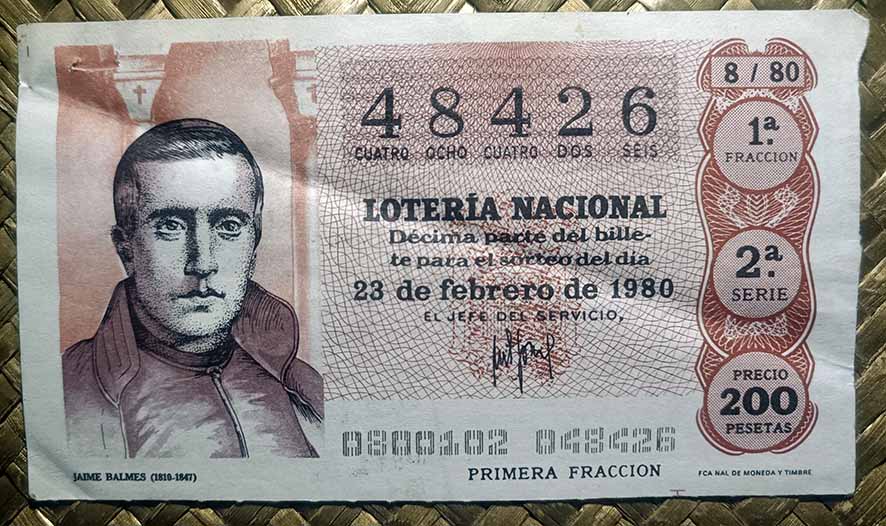 48426
CUATRO OCHO CUATRO DOS SEIS
LOTERÍA NACIONAL
Décima parte del bille-
te para el sorteo del día
23 de febrero de 1980
EL JEFE DEL SERVICIO,
0800102 048426
PRIMERA FRACCION
8 / 80
1ª.
FRACCION
2ª.
SERIE
PRECIO
200
PESETAS
FCA NAL DE MONEDA Y TIMBRE
JAIME BALMES (1810-1847)